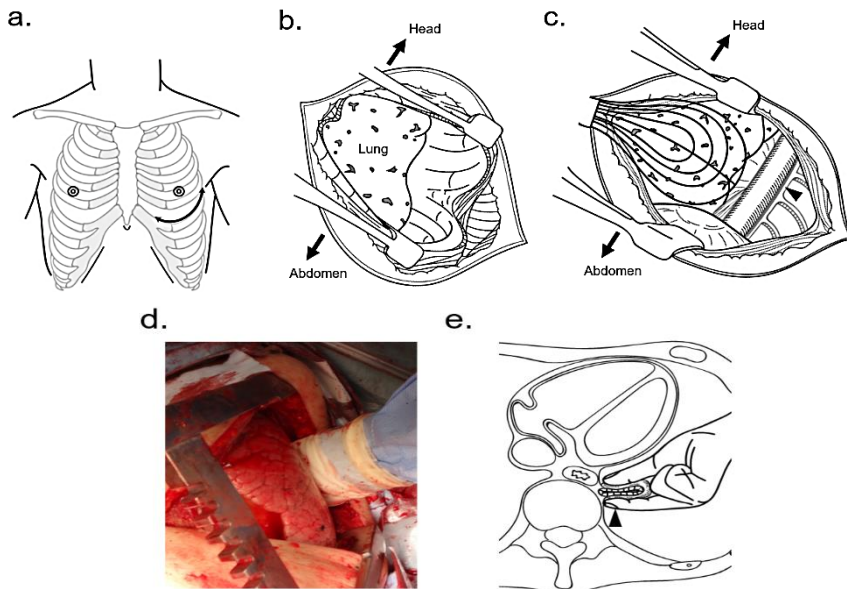 a.
b.
Head
Lung
Abdomen
c.
Head
Abdomen
d.
e.